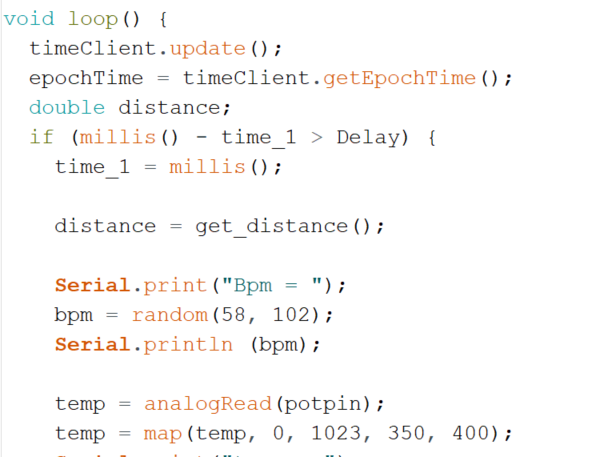 void loop() {
  timeClient.update();
  epochTime = timeClient.getEpochTime();
  double distance;
  if (millis() - time_1 > Delay) {
    time_1 = millis();

    distance = get_distance();

    Serial.print("Bpm = ");
    bpm = random(58, 102);
    Serial.println (bpm);

    temp = analogRead(potpin);
    temp = map(temp, 0, 1023, 350, 400);